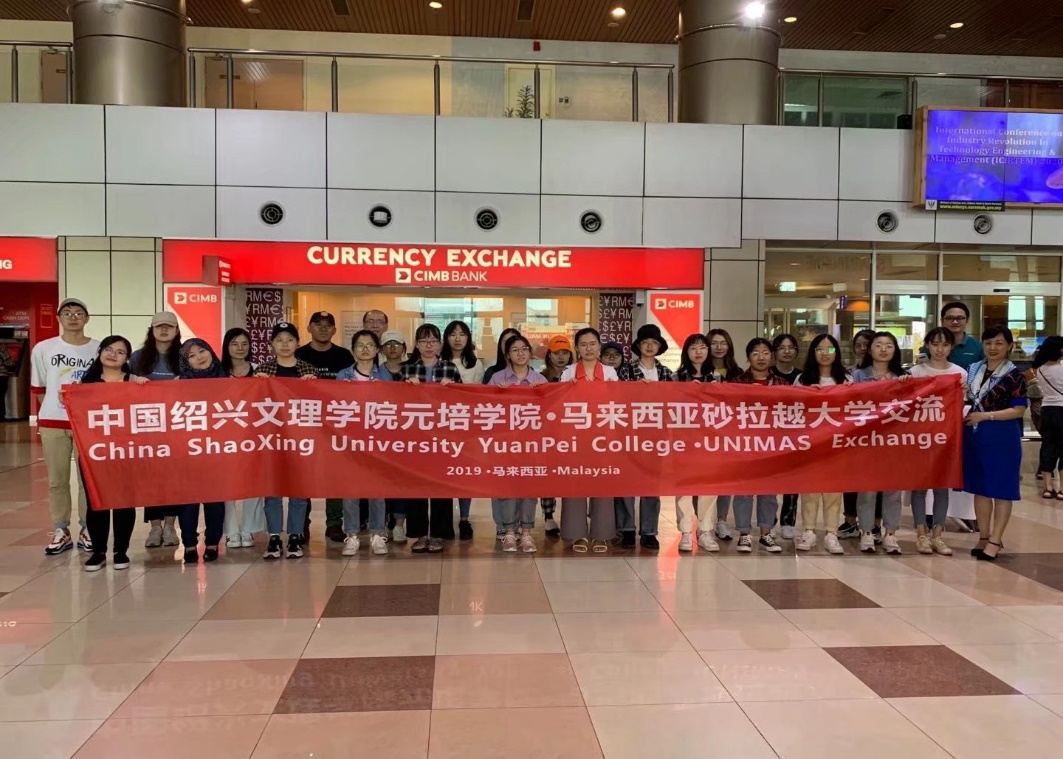 International Conference on
Industry Revolution in
Technology Engineering &
Management
NG
CURRENCY EXCHANGE
CIMB BANK
CIMB
CIMB
ORIGINAL
中国绍兴文理学院元培学院·马来西亚砂拉越大学交流
China ShaoXing University YuanPei College ·UNIMAS Exchange
2019 ·马来西亚 ·Malaysia